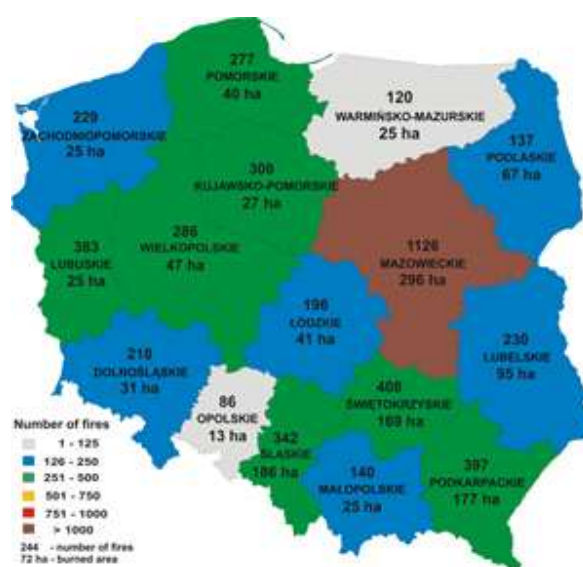 277
POMORSKIE
40 ha
120
WARMIŃSKO-MAZURSKIE
25 ha
229
ZACHODNIOPOMORSKIE
25 ha
137
PODLASKIE
67 ha
308
KUJAWSKO-POMORSKIE
27 ha
286
WIELKOPOLSKIE
47 ha
1126
MAZOWIECKIE
296 ha
383
LUBUSKIE
25 ha
196
ŁÓDZKIE
41 ha
230
LUBELSKIE
95 ha
218
DOLNOŚLĄSKIE
31 ha
86
OPOLSKIE
13 ha
408
ŚWIĘTOKRZYSKIE
169 ha
342
ŚLĄSKIE
186 ha
140
MAŁOPOLSKIE
25 ha
397
PODKARPACKIE
177 ha
Number of fires
1 - 125
126 - 250
251 - 500
501 - 750
751 - 1000
> 1000
244 - number of fires
72 ha - burned area